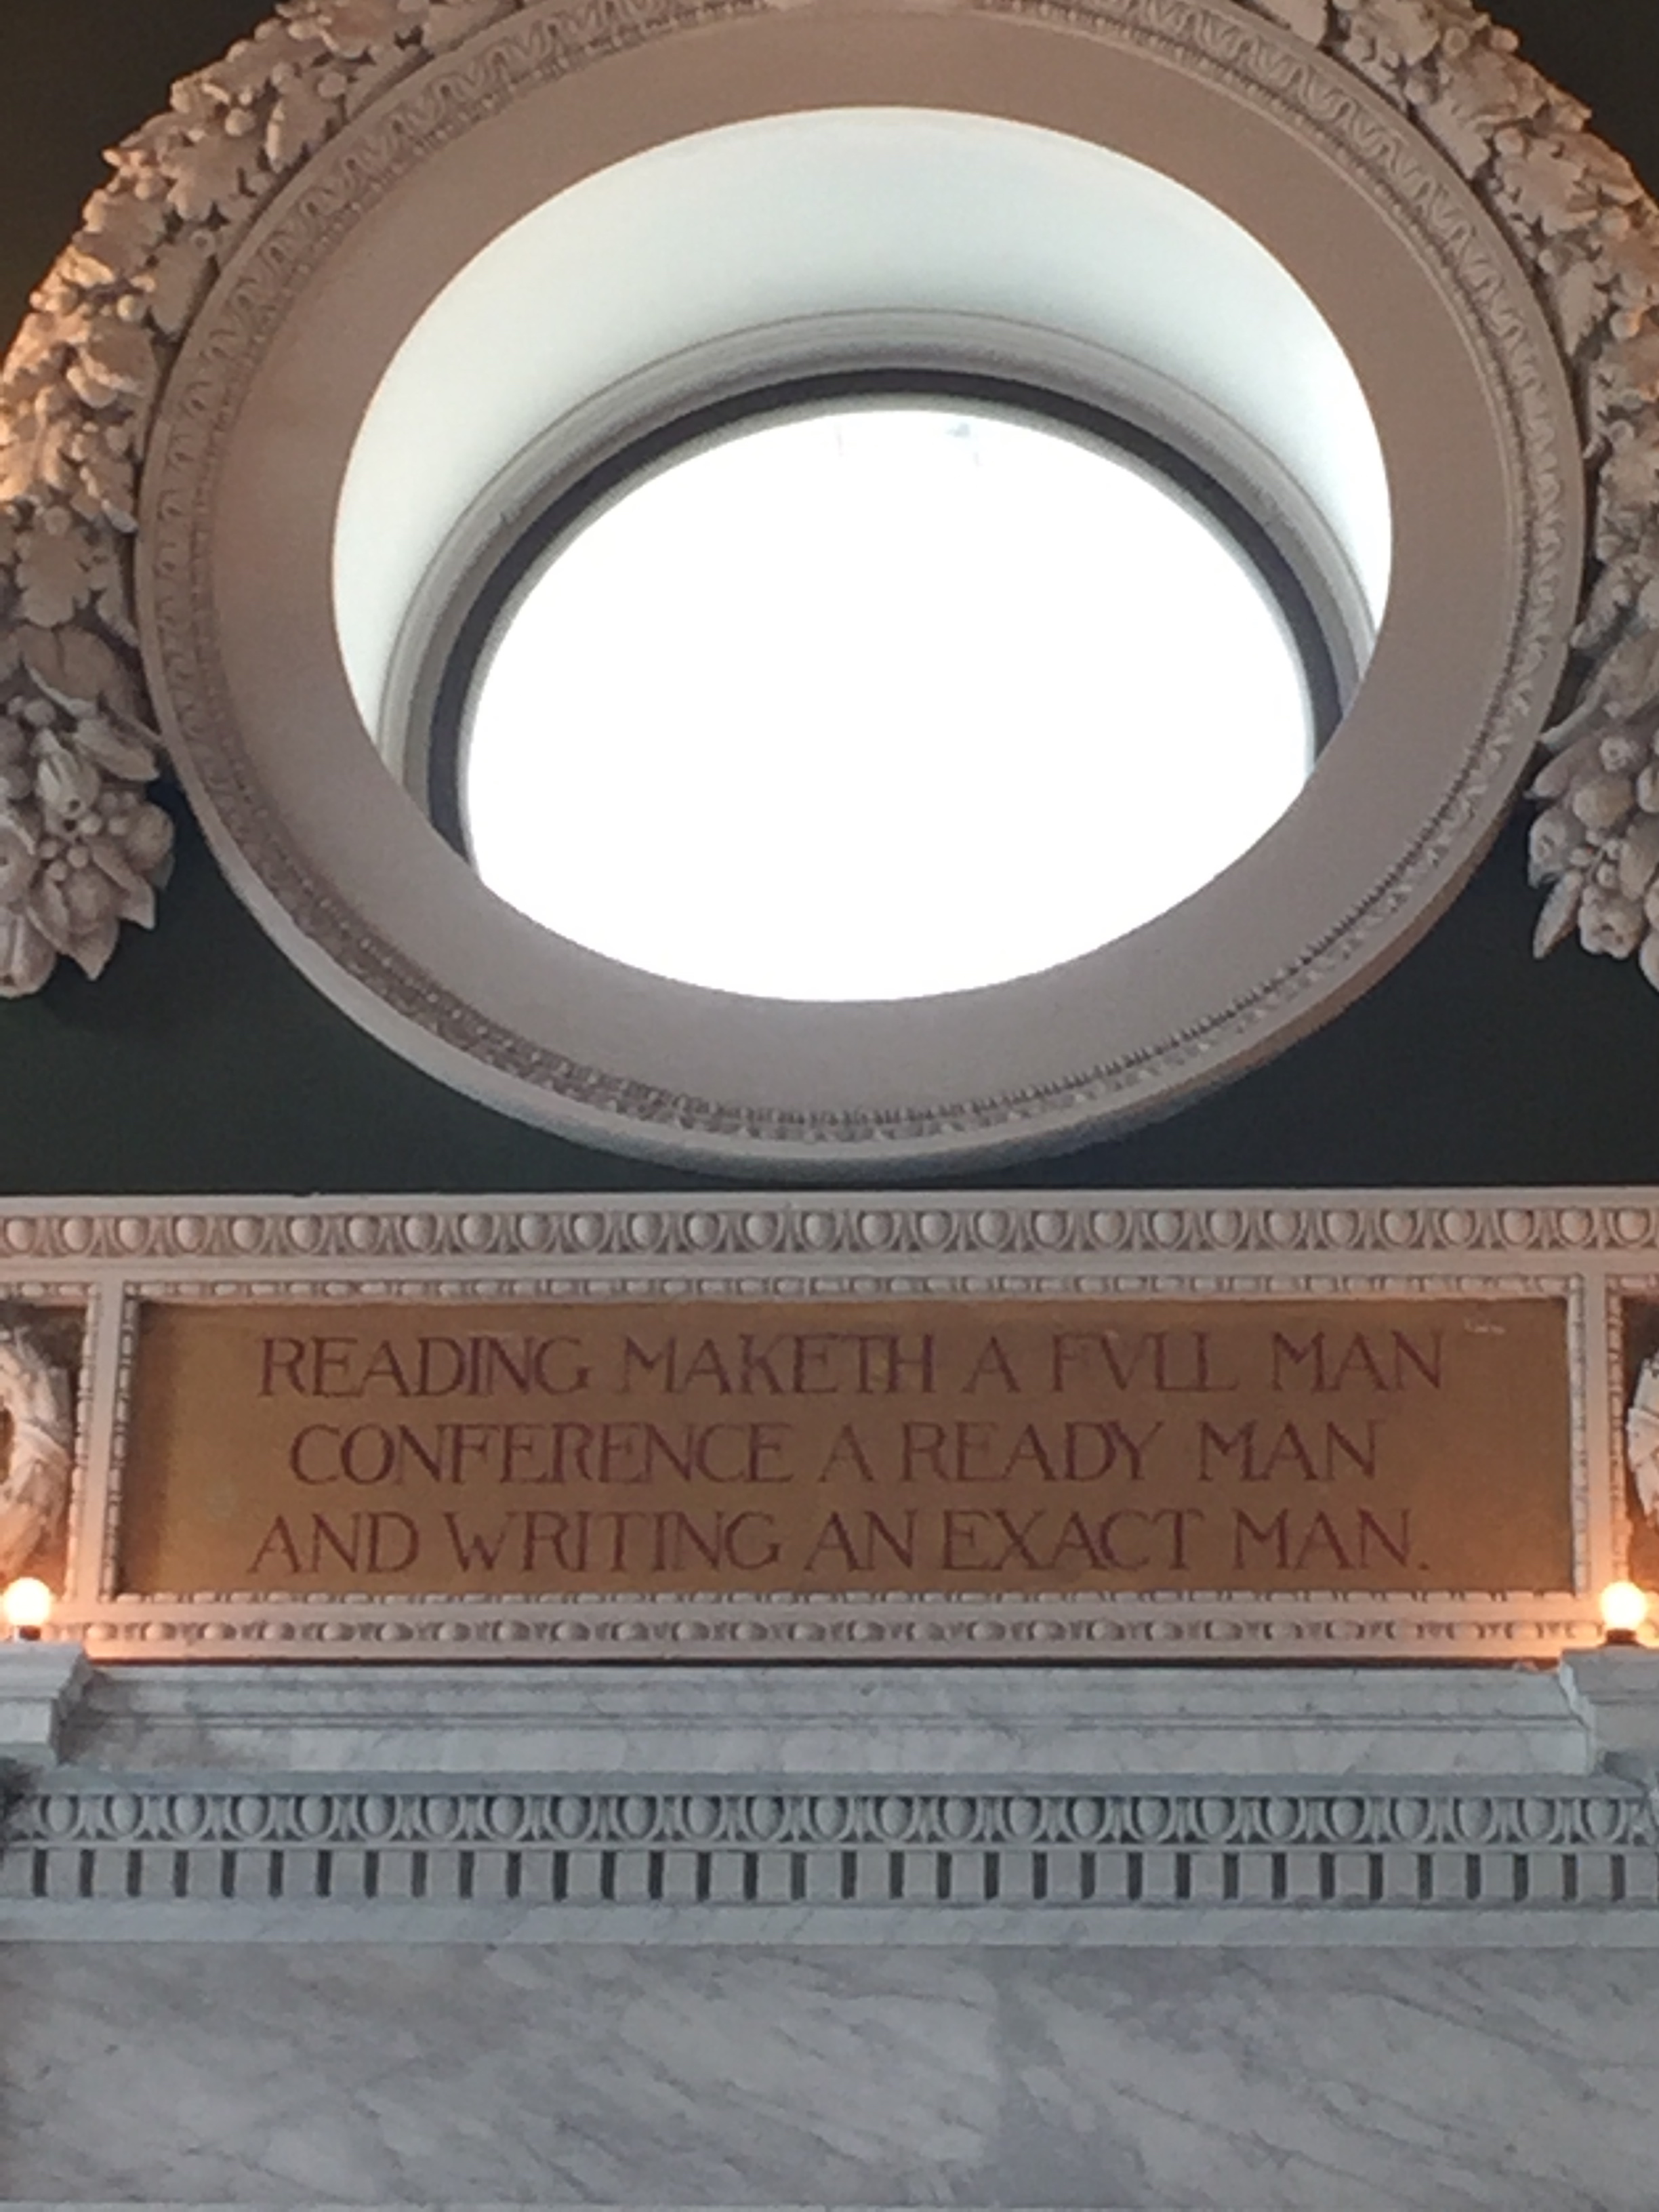 READING MAKETH A FVLL MAN
CONFERENCE A READY MAN
AND WRITING AN EXACT MAN.